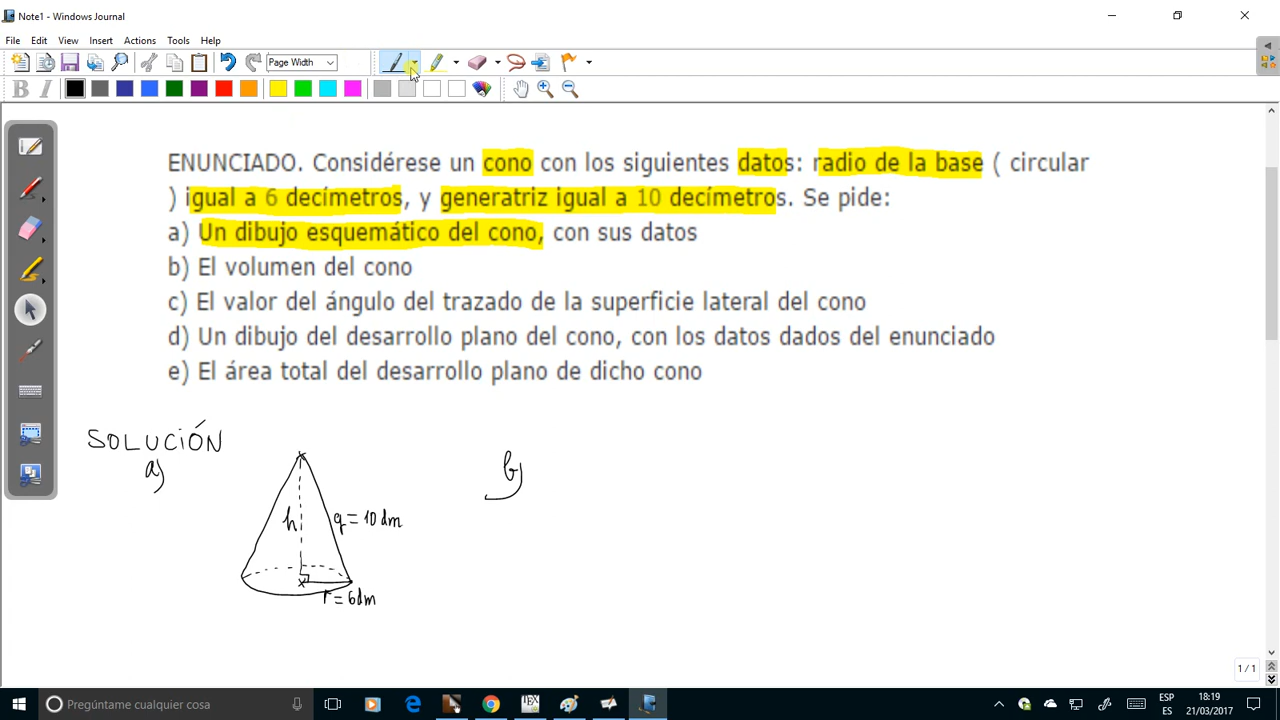 Note1 - Windows Journal
File Edit View Insert Actions Tools Help
Page Width
B I
ENUNCIADO. Considérese un cono con los siguientes datos: radio de la base ( circular
) igual a 6 decímetros, y generatriz igual a 10 decímetros. Se pide:
a) Un dibujo esquemático del cono, con sus datos
b) El volumen del cono
c) El valor del ángulo del trazado de la superficie lateral del cono
d) Un dibujo del desarrollo plano del cono, con los datos dados del enunciado
e) El área total del desarrollo plano de dicho cono
SOLUCIÓN
a)
b)
h
g = 10 dm
r = 6 dm
1 / 1
Pregúntame cualquier cosa
ESP
ES
18:19
21/03/2017